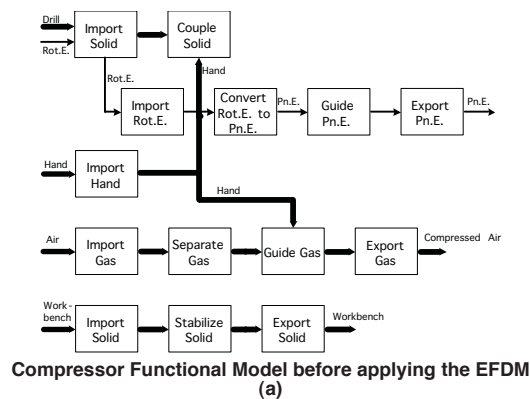 Drill
Rot.E.
Import
Solid
Couple
Solid
Rot.E.
Hand
Import
Rot.E.
Convert
Rot.E. to
Pn.E.
Pn.E.
Guide
Pn.E.
Export
Pn.E.
Pn.E.
Hand
Import
Hand
Hand
Air
Import
Gas
Separate
Gas
Guide Gas
Export
Gas
Compressed Air
Work-
bench
Import
Solid
Stabilize
Solid
Export
Solid
Workbench
Compressor Functional Model before applying the EFDM
(a)